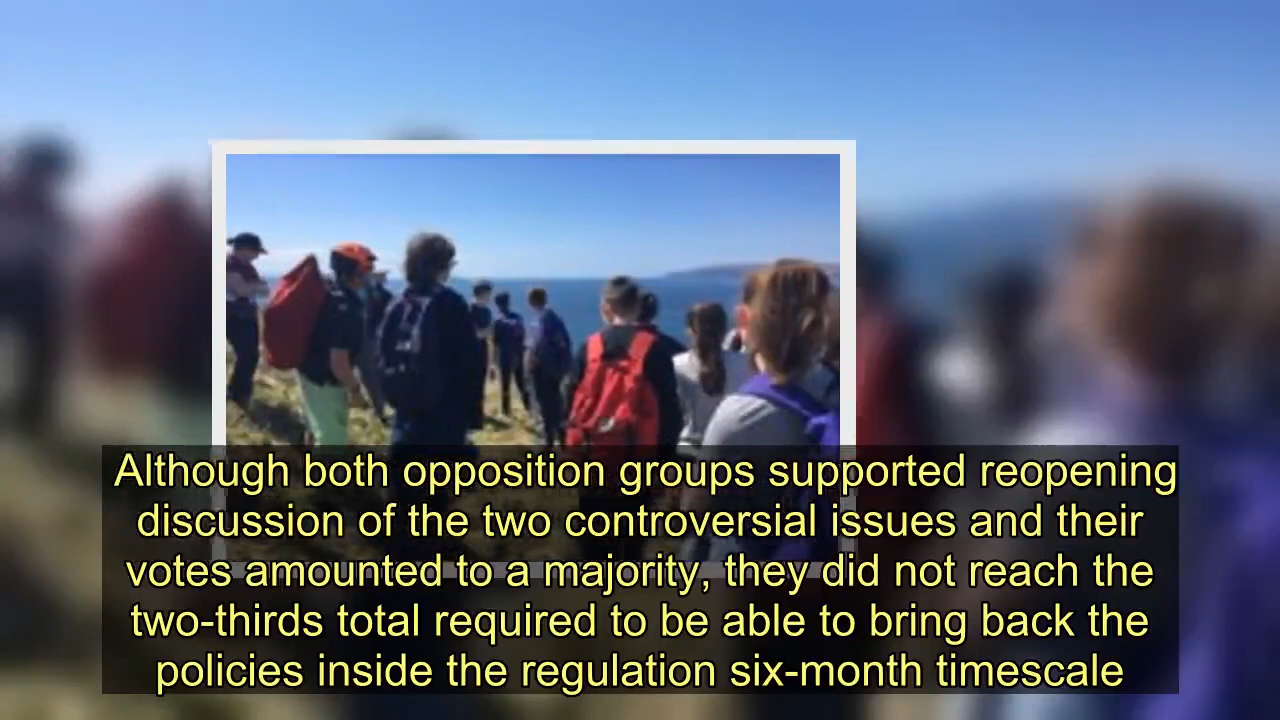 Although both opposition groups supported reopening
discussion of the two controversial issues and their
votes amounted to a majority, they did not reach the
two-thirds total required to be able to bring back the
policies inside the regulation six-month timescale